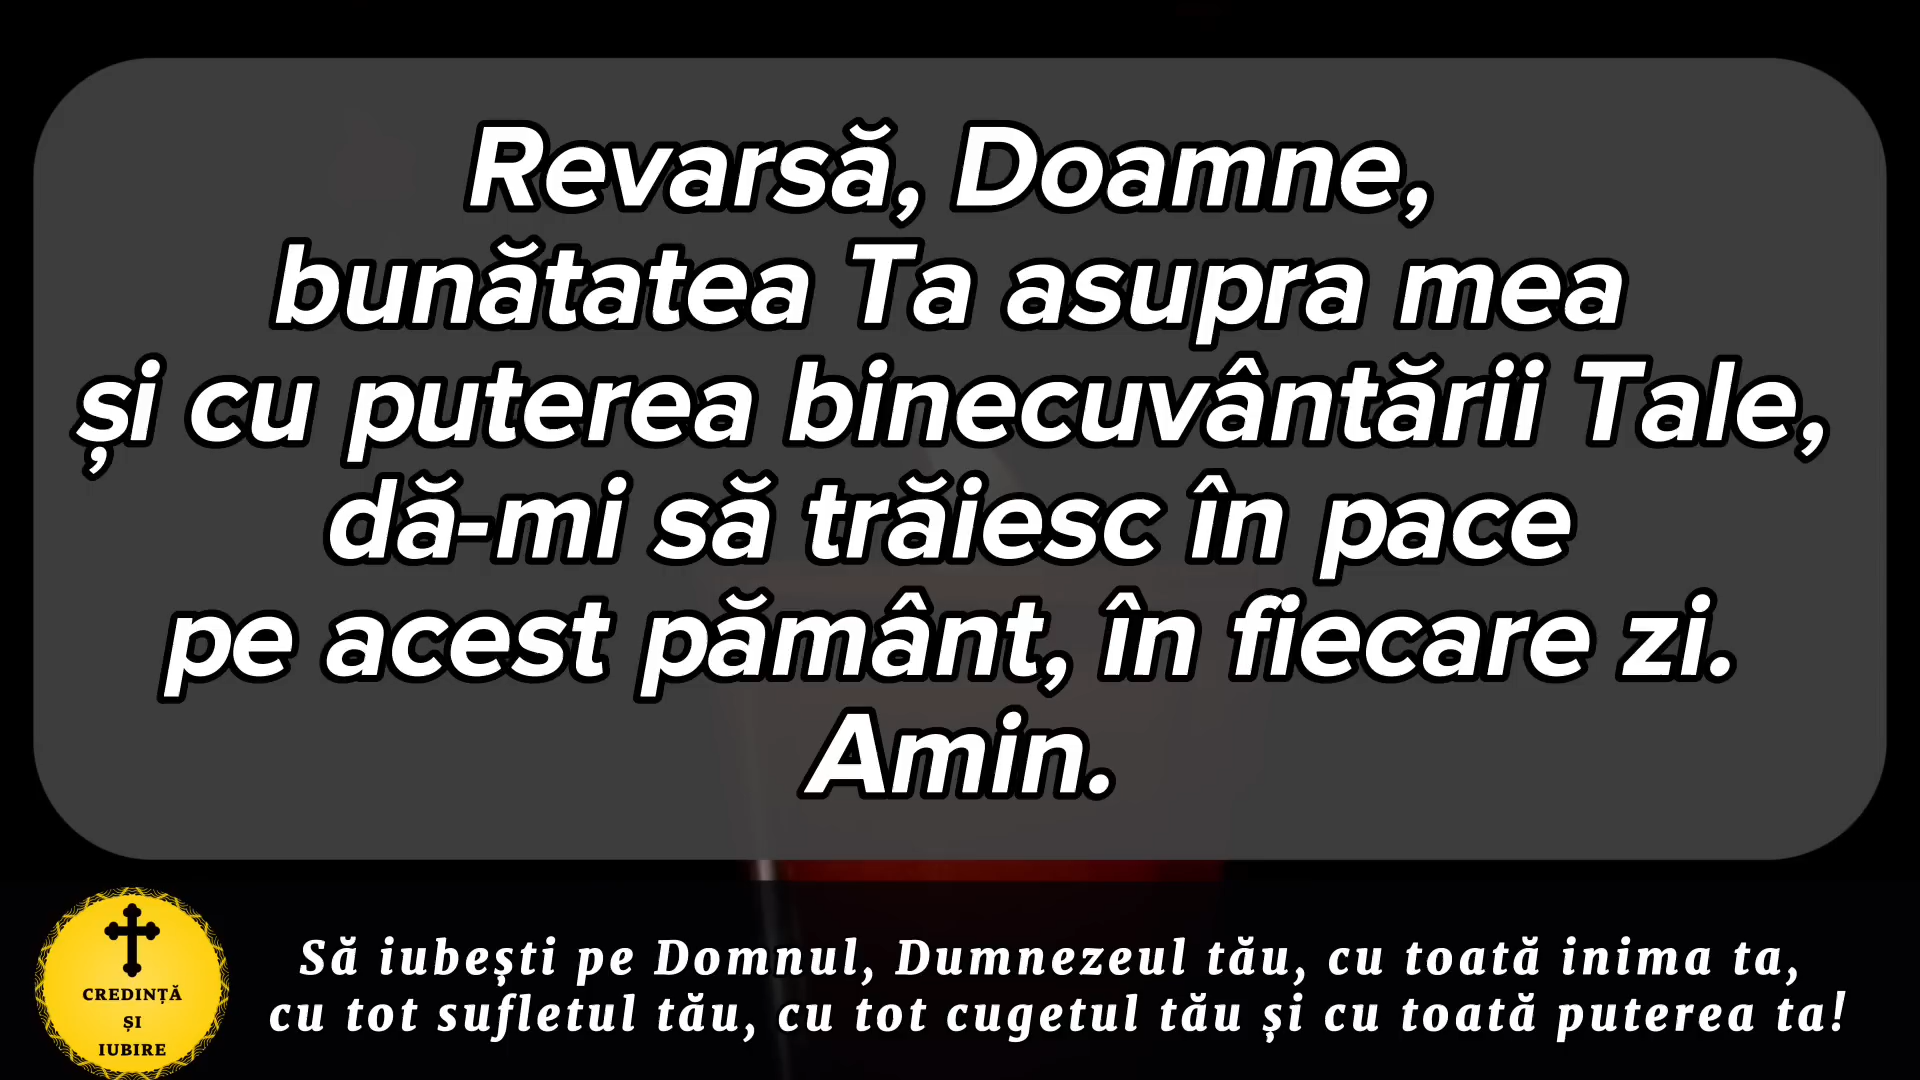 Revarsă, Doamne,
bunătatea Ta asupra mea
și cu puterea binecuvântării Tale,
dă-mi să trăiesc în pace
pe acest pământ, în fiecare zi.
Amin.
CREDINȚĂ
ȘI
IUBIRE
Să iubești pe Domnul, Dumnezeul tău, cu toată inima ta,
cu tot sufletul tău, cu tot cugetul tău și cu toată puterea ta!